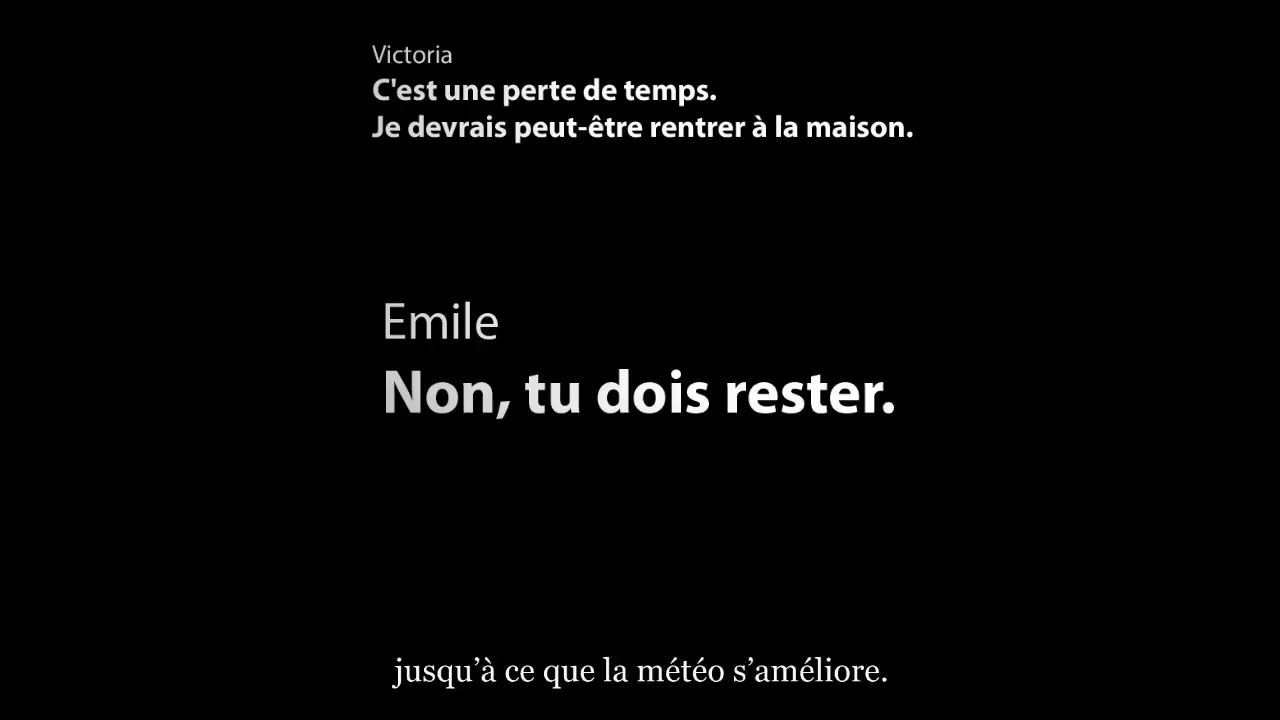 Victoria
C'est une perte de temps.
Je devrais peut-être rentrer à la maison.
Emile
Non, tu dois rester.
jusqu’à ce que la météo s’améliore.